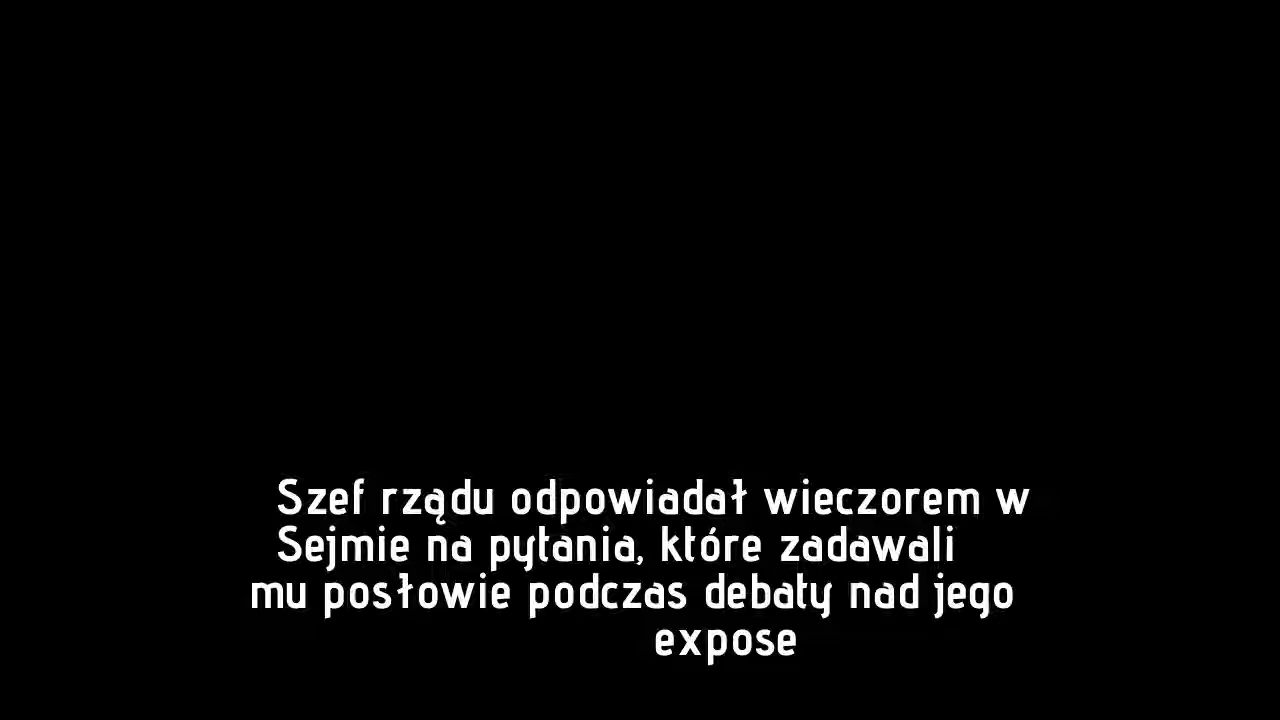 Szef rządu odpowiadał wieczorem w
Sejmie na pytania, które zadawali
mu posłowie podczas debaty nad jego
expose